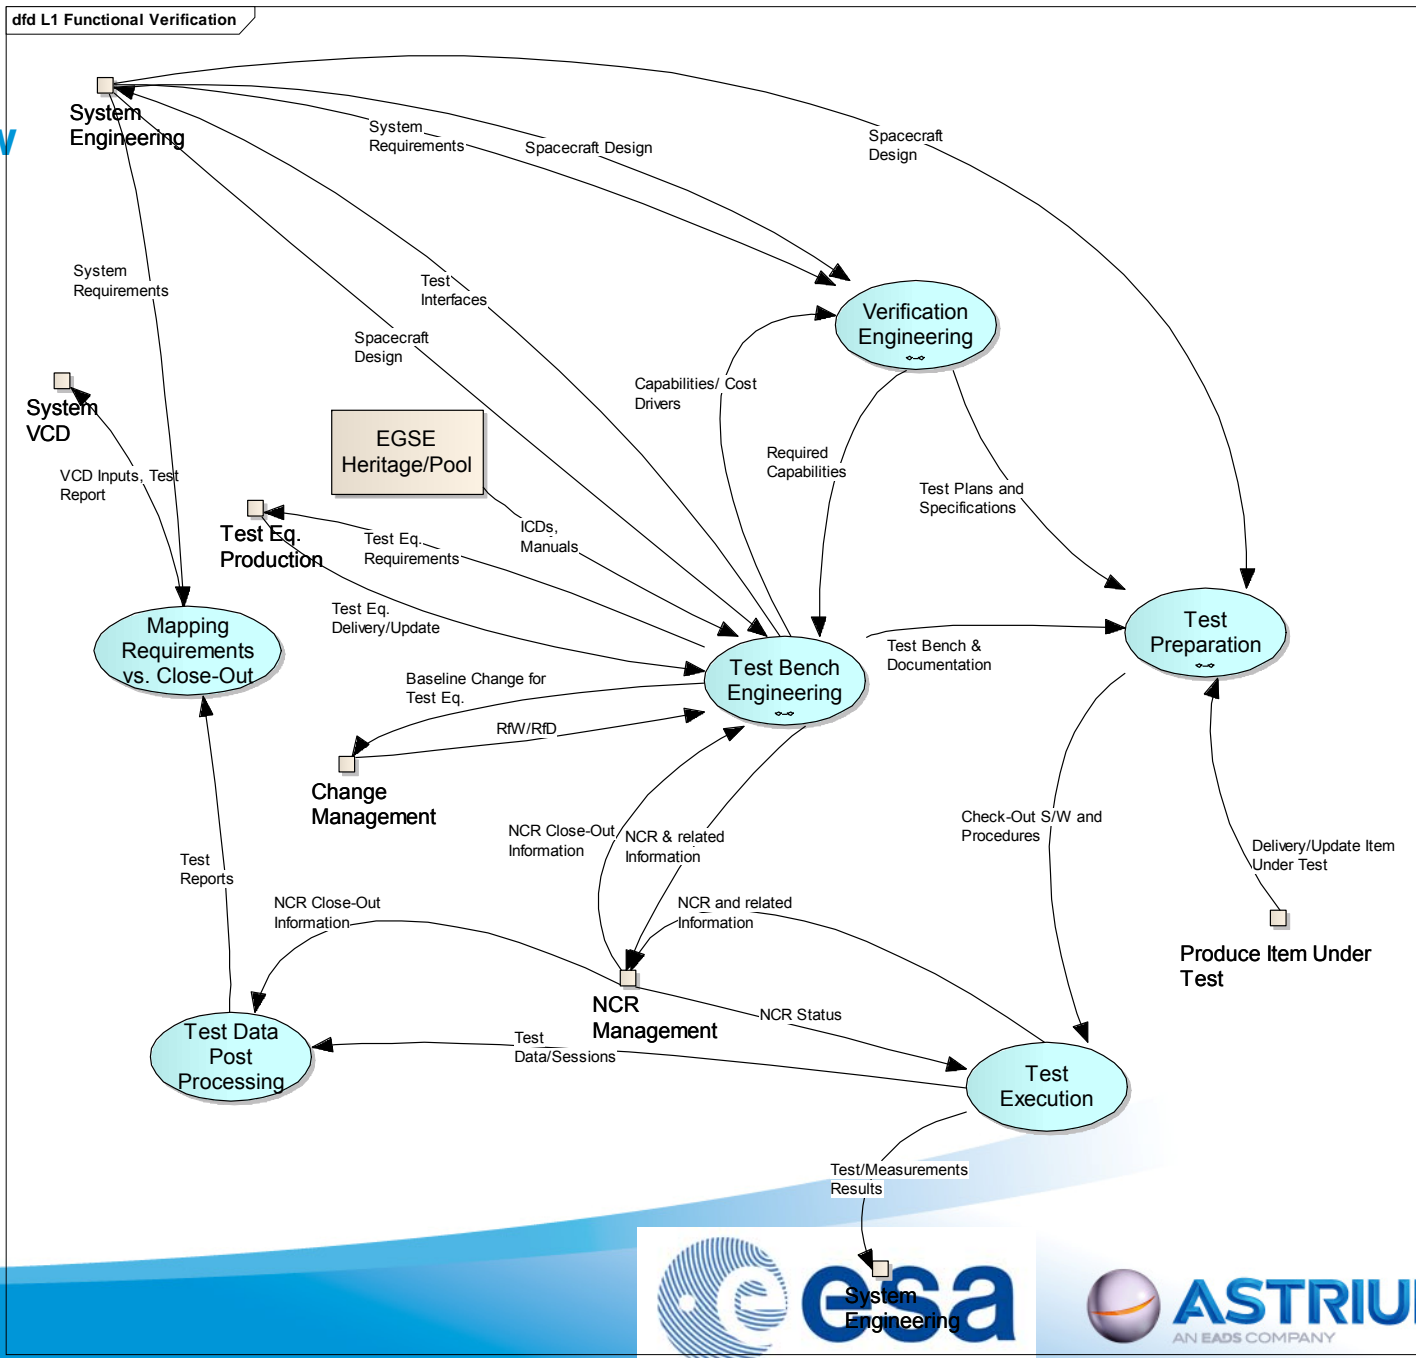 dfd L1 Functional Verification
System
Engineering
System
Requirements
Spacecraft Design
Spacecraft
Design
System
Requirements
Test
Interfaces
Spacecraft
Design
Verification
Engineering
System
VCD
VCD Inputs, Test
Report
EGSE
Heritage/Pool
Capabilities/ Cost
Drivers
Required
Capabilities
Test Plans and
Specifications
Test Eq.
Production
Test Eq.
Requirements
ICDs,
Manuals
Test Eq.
Delivery/Update
Mapping
Requirements
vs. Close-Out
Test Bench
Engineering
Test Bench &
Documentation
Test
Preparation
Baseline Change for
Test Eq.
RfW/RfD
Change
Management
NCR Close-Out
Information
NCR & related
Information
Check-Out S/W and
Procedures
Delivery/Update Item
Under Test
Test
Reports
NCR Close-Out
Information
NCR and related
Information
Produce Item Under
Test
NCR
Management
NCR Status
Test Data
Post
Processing
Test
Data/Sessions
Test
Execution
Test/Measurements
Results
System
Engineering
esa
ASTRIU
AN EADS COMPANY